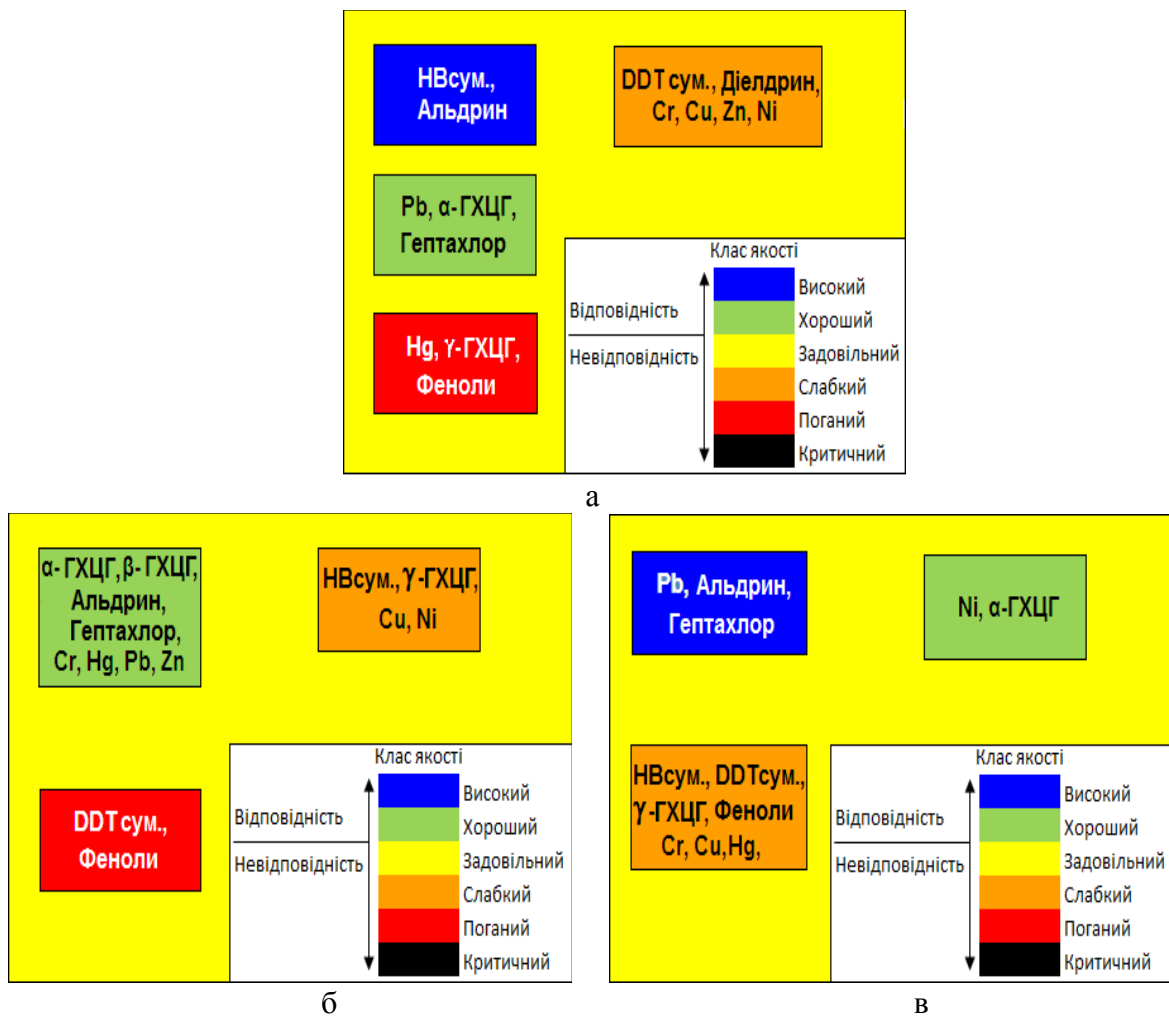 НВсум.,
Альдрин
DDT сум., Діелдрин,
Cr, Cu, Zn, Ni
Pb, α-ГХЦГ,
Гептахлор
Hg, γ-ГХЦГ,
Феноли
Клас якості
Відповідність
Невідповідність
Високий
Хороший
Задовільний
Слабкий
Поганий
Критичний
а
α- ГХЦГ, β- ГХЦГ,
Альдрин,
Гептахлор,
Cr, Hg, Pb, Zn
НВсум., γ-ГХЦГ,
Cu, Ni
DDT сум.,
Феноли
Клас якості
Відповідність
Невідповідність
Високий
Хороший
Задовільний
Слабкий
Поганий
Критичний
б
Pb, Альдрин,
Гептахлор
Ni, α-ГХЦГ
НВсум., DDTсум.,
γ-ГХЦГ, Феноли
Cr, Cu,Hg,
Клас якості
Відповідність
Невідповідність
Високий
Хороший
Задовільний
Слабкий
Поганий
Критичний
в